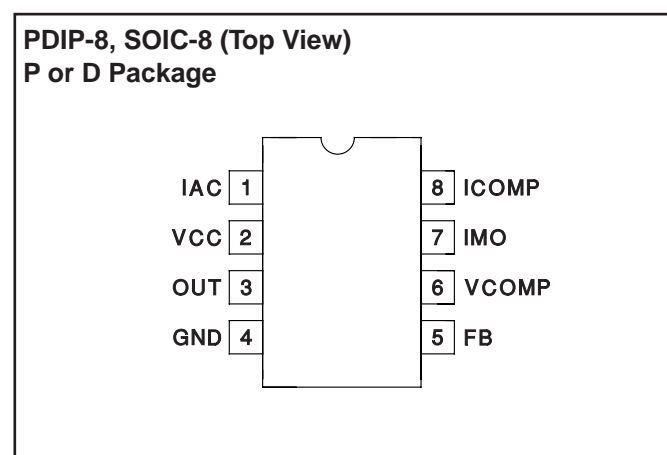 PDIP-8, SOIC-8 (Top View)
P or D Package
IAC 1 8 ICOMP
VCC 2 7 IMO
OUT 3 6 VCOMP
GND 4 5 FB